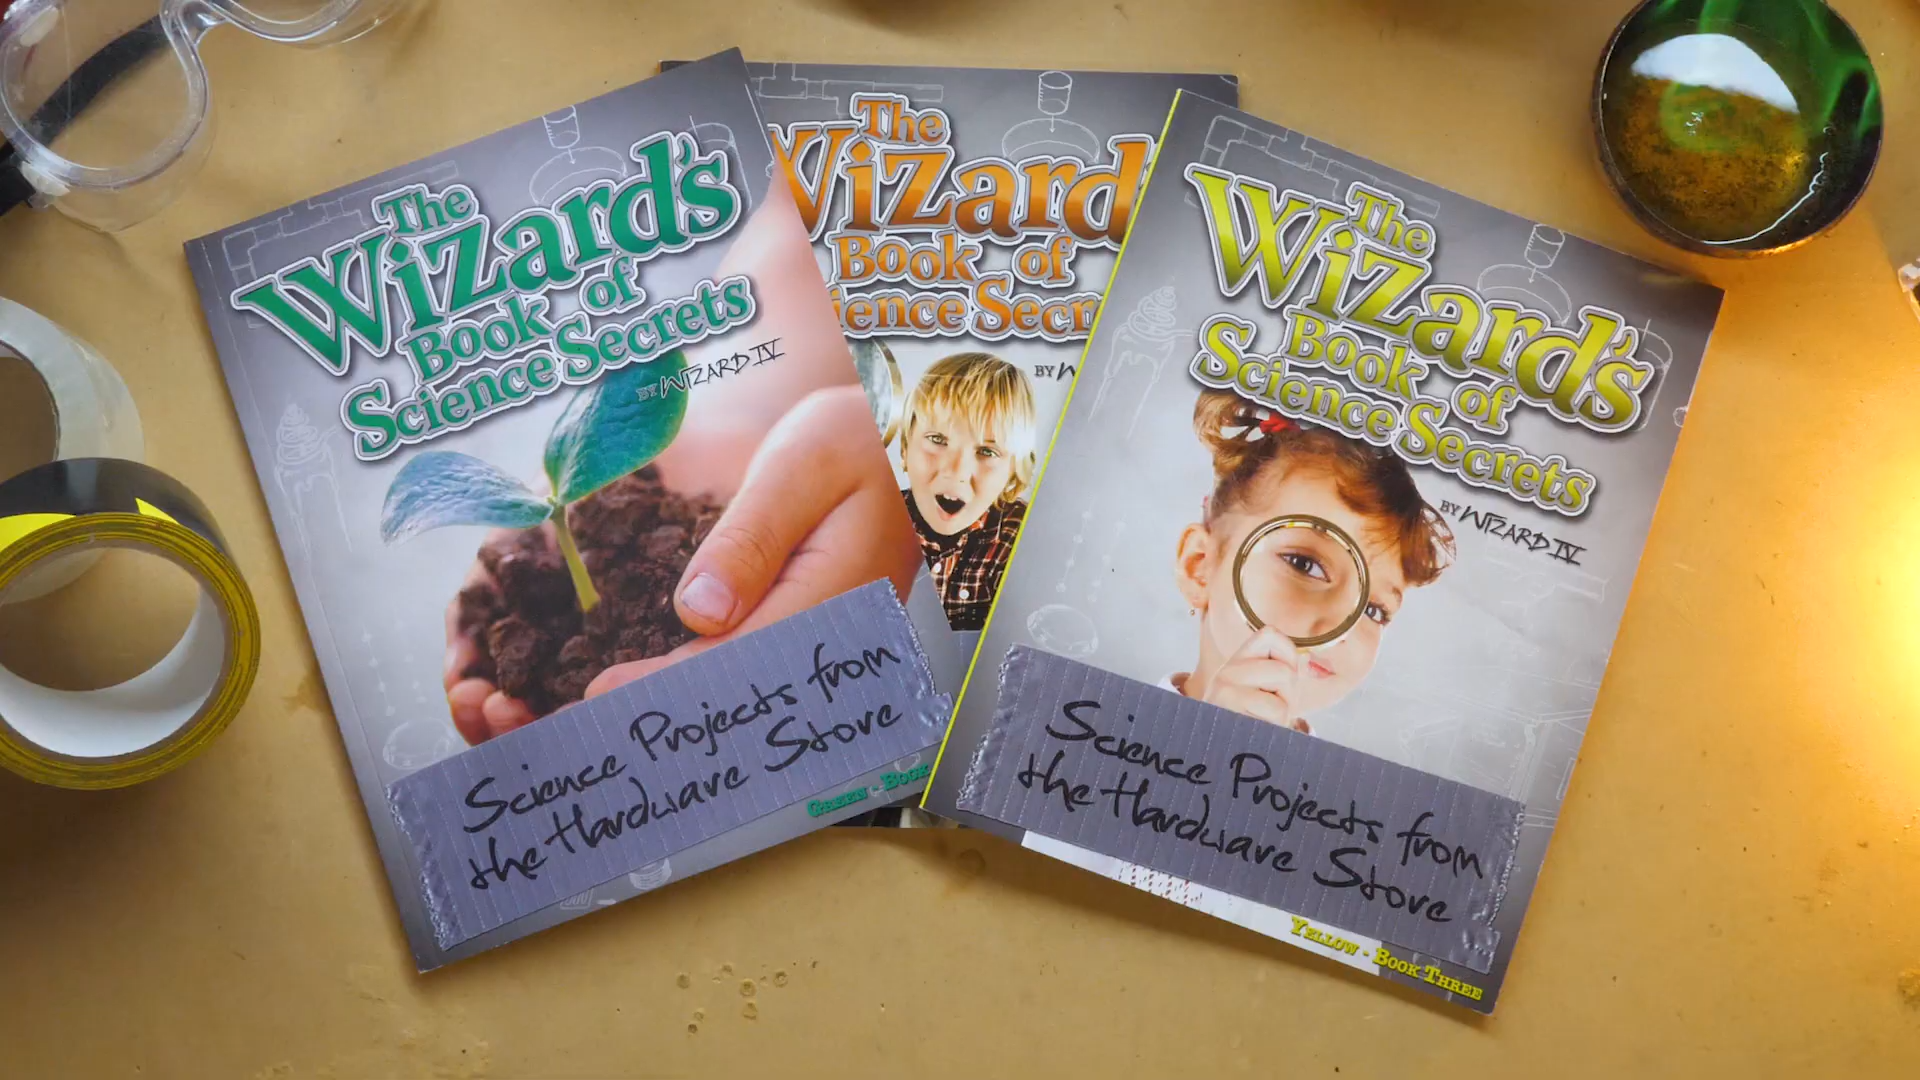 The
Wizard's
Book of
Science Secrets
BY WIZARD IV
Science Projects from
the Hardware Store
GREEN - BOOK
The
Wizard
Book of
ience Secr
BY W
The
Wizard's
Book of
Science Secrets
BY WIZARD IV
Science Projects from
the Hardware Store
YELLOW - BOOK THREE